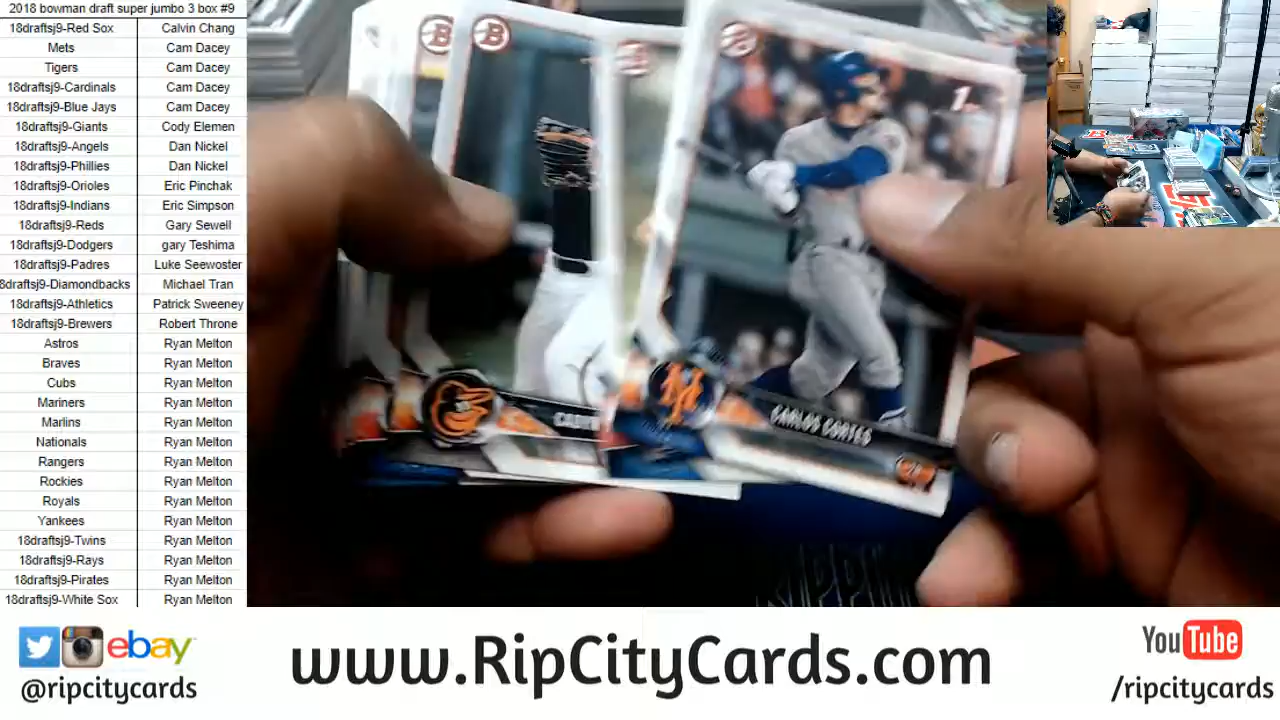 2018 bowman draft super jumbo 3 box #9
18draftsj9-Red Sox Calvin Chang
Mets Cam Dacey
Tigers Cam Dacey
18draftsj9-Cardinals Cam Dacey
18draftsj9-Blue Jays Cam Dacey
18draftsj9-Giants Cody Elemen
18draftsj9-Angels Dan Nickel
18draftsj9-Phillies Dan Nickel
18draftsj9-Orioles Eric Pinchak
18draftsj9-Indians Eric Simpson
18draftsj9-Reds Gary Sewell
18draftsj9-Dodgers gary Teshima
18draftsj9-Padres Luke Seewoster
8draftsj9-Diamondbacks Michael Tran
18draftsj9-Athletics Patrick Sweeney
18draftsj9-Brewers Robert Throne
Astros Ryan Melton
Braves Ryan Melton
Cubs Ryan Melton
Mariners Ryan Melton
Marlins Ryan Melton
Nationals Ryan Melton
Rangers Ryan Melton
Rockies Ryan Melton
Royals Ryan Melton
Yankees Ryan Melton
18draftsj9-Twins Ryan Melton
18draftsj9-Rays Ryan Melton
18draftsj9-Pirates Ryan Melton
18draftsj9-White Sox Ryan Melton
B
B
1
CARLOS CORTES
ebay
@ripcitycards
www.RipCityCards.com
YouTube
/ripcitycards